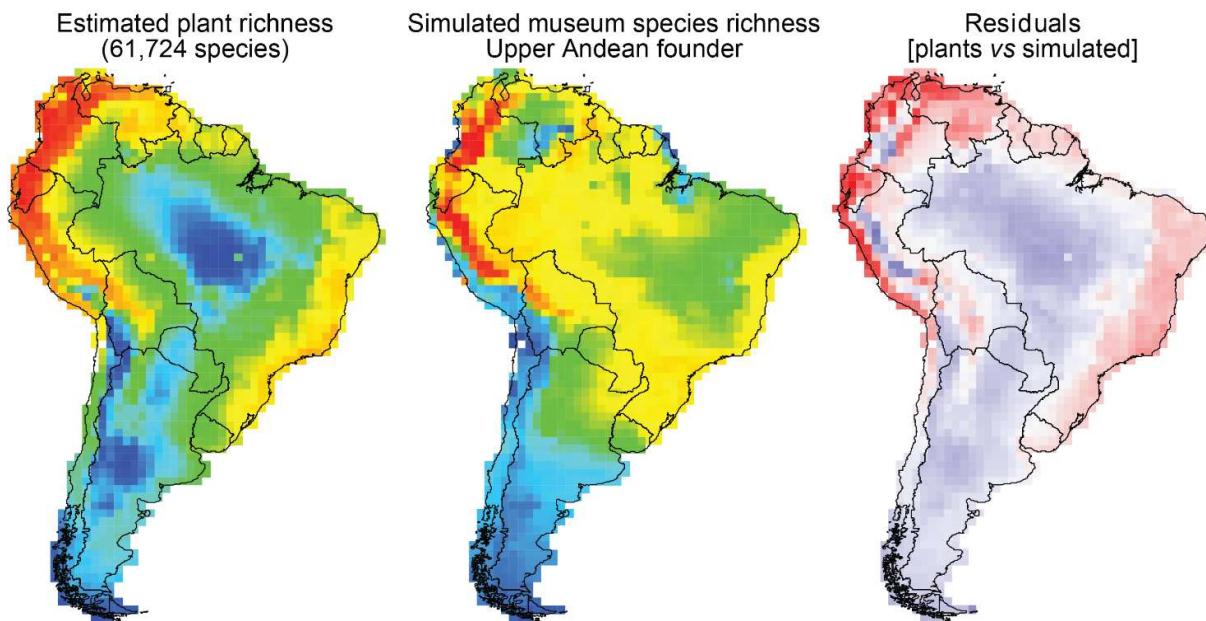 Estimated plant richness
(61,724 species)
Simulated museum species richness
Upper Andean founder
Residuals
[plants vs simulated]